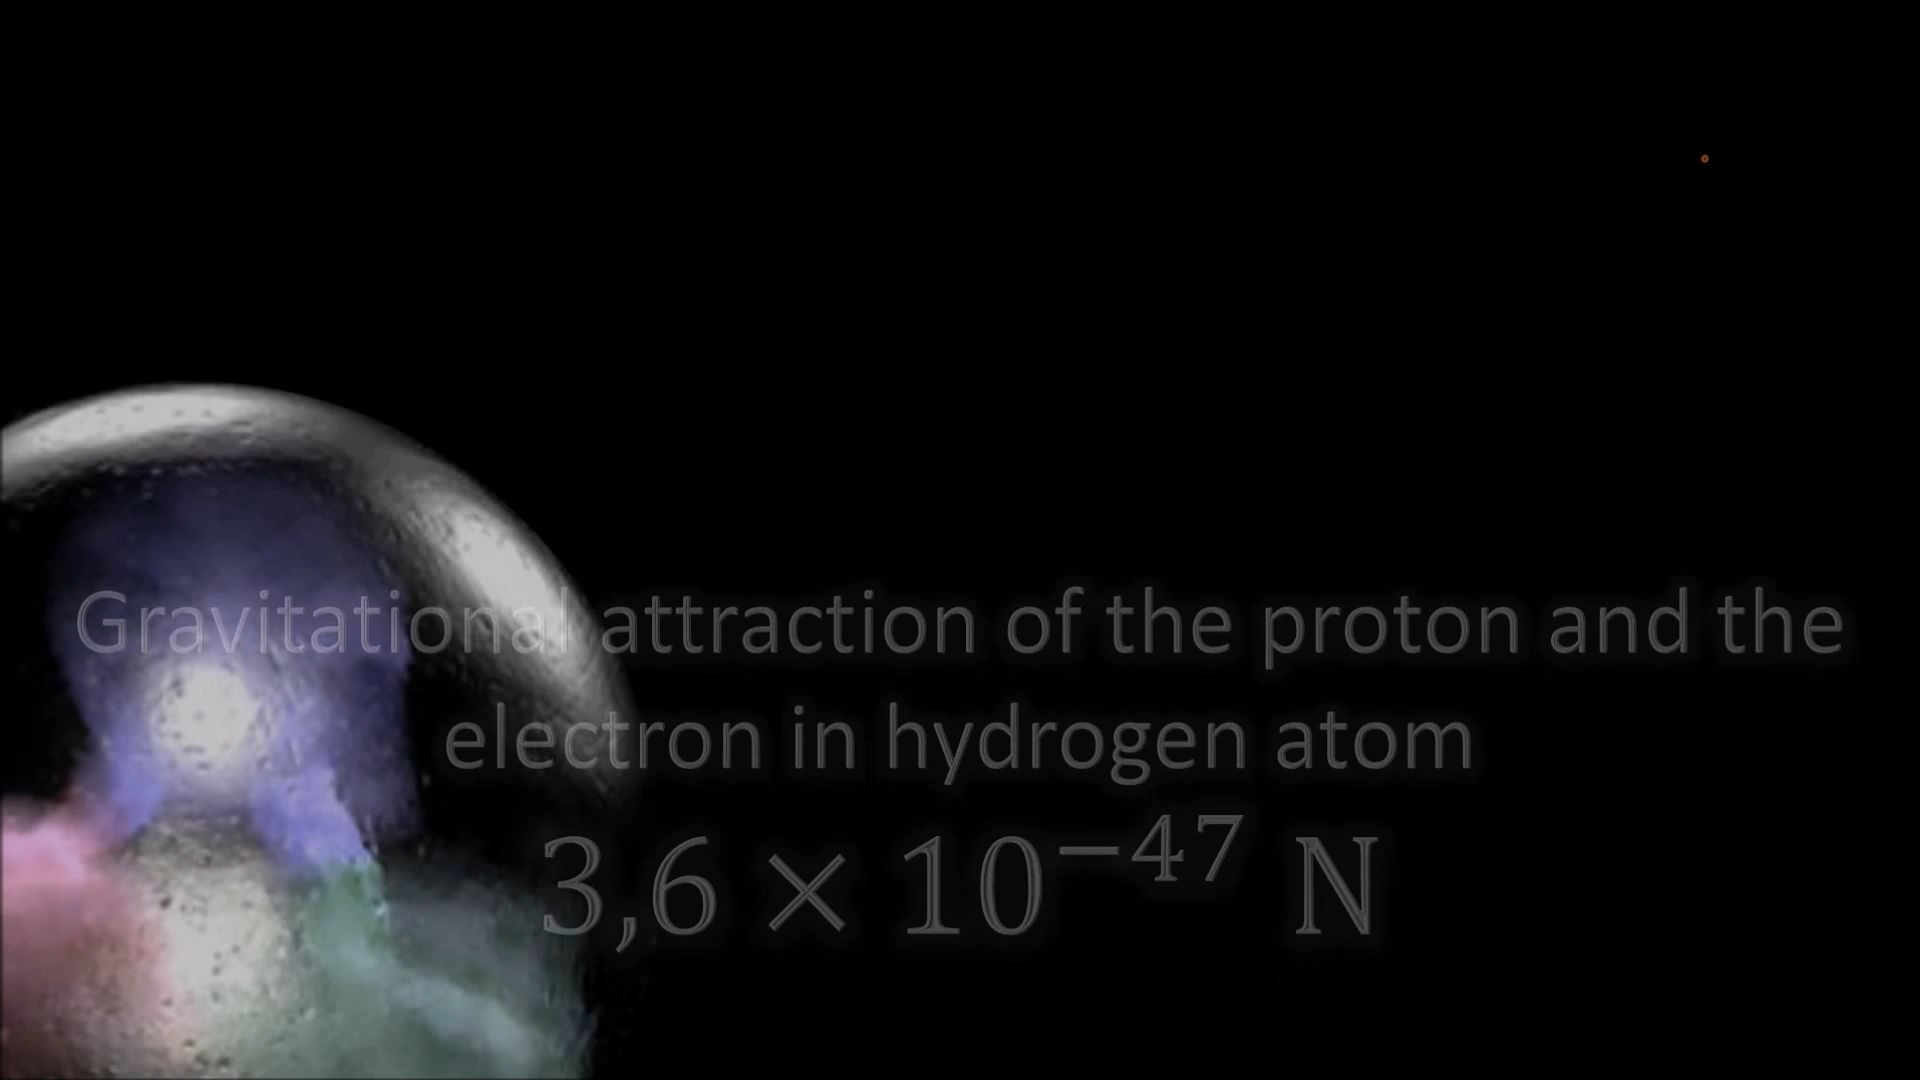 Gravitational attraction of the proton and the
electron in hydrogen atom
3,6 × 10⁻⁴⁷ N